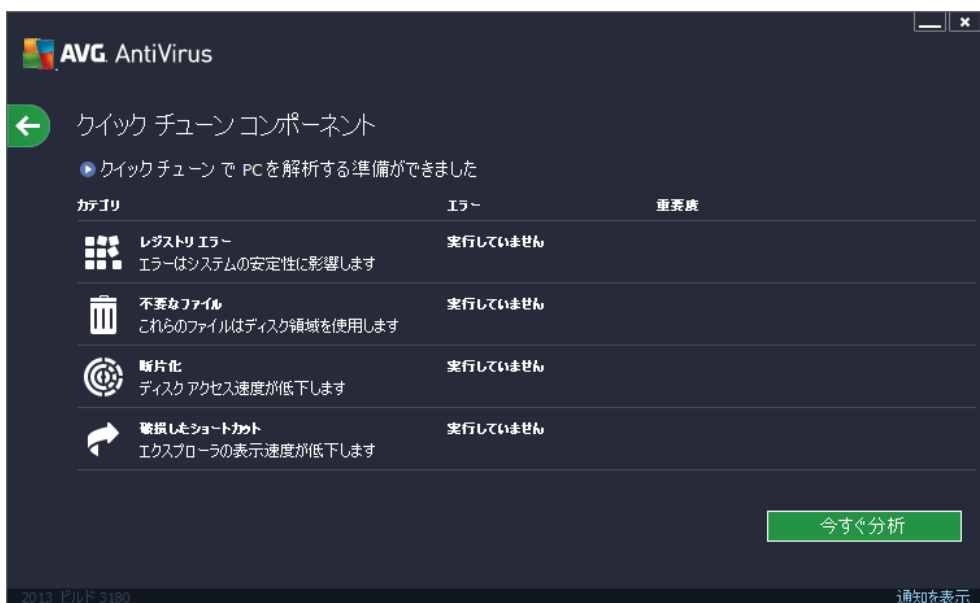 AVG. AntiVirus
クイック チューン コンポーネント
クイック チューン で PCを解析する準備ができました
カテゴリ エラー 重要度
レジストリ エラー 実行していません
エラーはシステムの安定性に影響します
不要なファイル 実行していません
これらのファイルはディスク領域を使用します
断片化 実行していません
ディスク アクセス速度が低下します
破損したショートカット 実行していません
エクスプローラの表示速度が低下します
今すぐ分析
2013 ビルド 3180 通知を表示